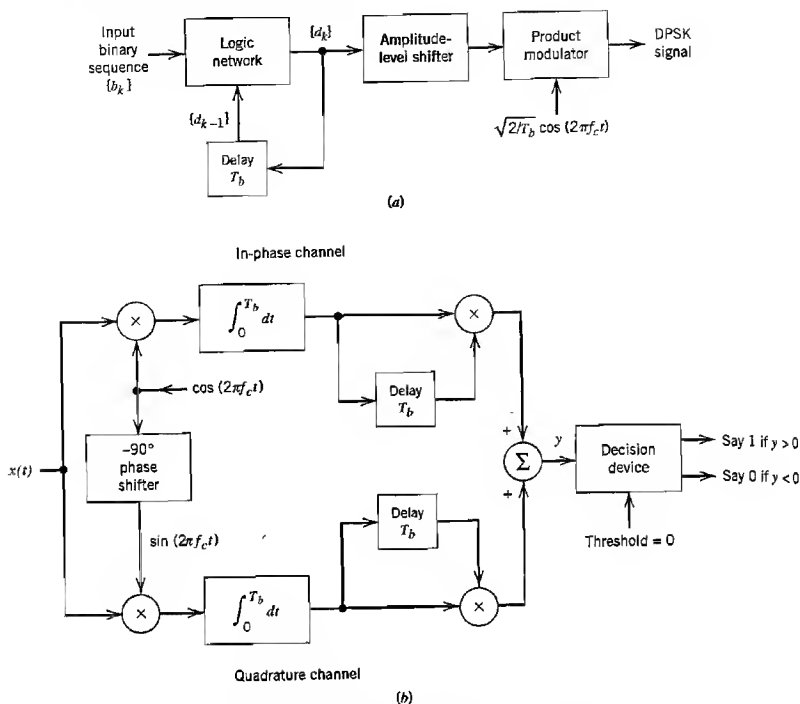 Input
binary
sequence
{b_k}
Logic
network
{d_k}
Amplitude-
level shifter
Product
modulator
DPSK
signal
{d_{k-1}}
Delay
T_b
√2/T_b cos (2πf_c t)
(a)
In-phase channel
×
∫_0^{T_b} dt
×
Delay
T_b
cos (2πf_c t)
-90°
phase
shifter
x(t)
sin (2πf_c t)
+
Σ
+
y
Decision
device
Say 1 if y > 0
Say 0 if y < 0
Threshold = 0
Delay
T_b
×
∫_0^{T_b} dt
×
Quadrature channel
(b)